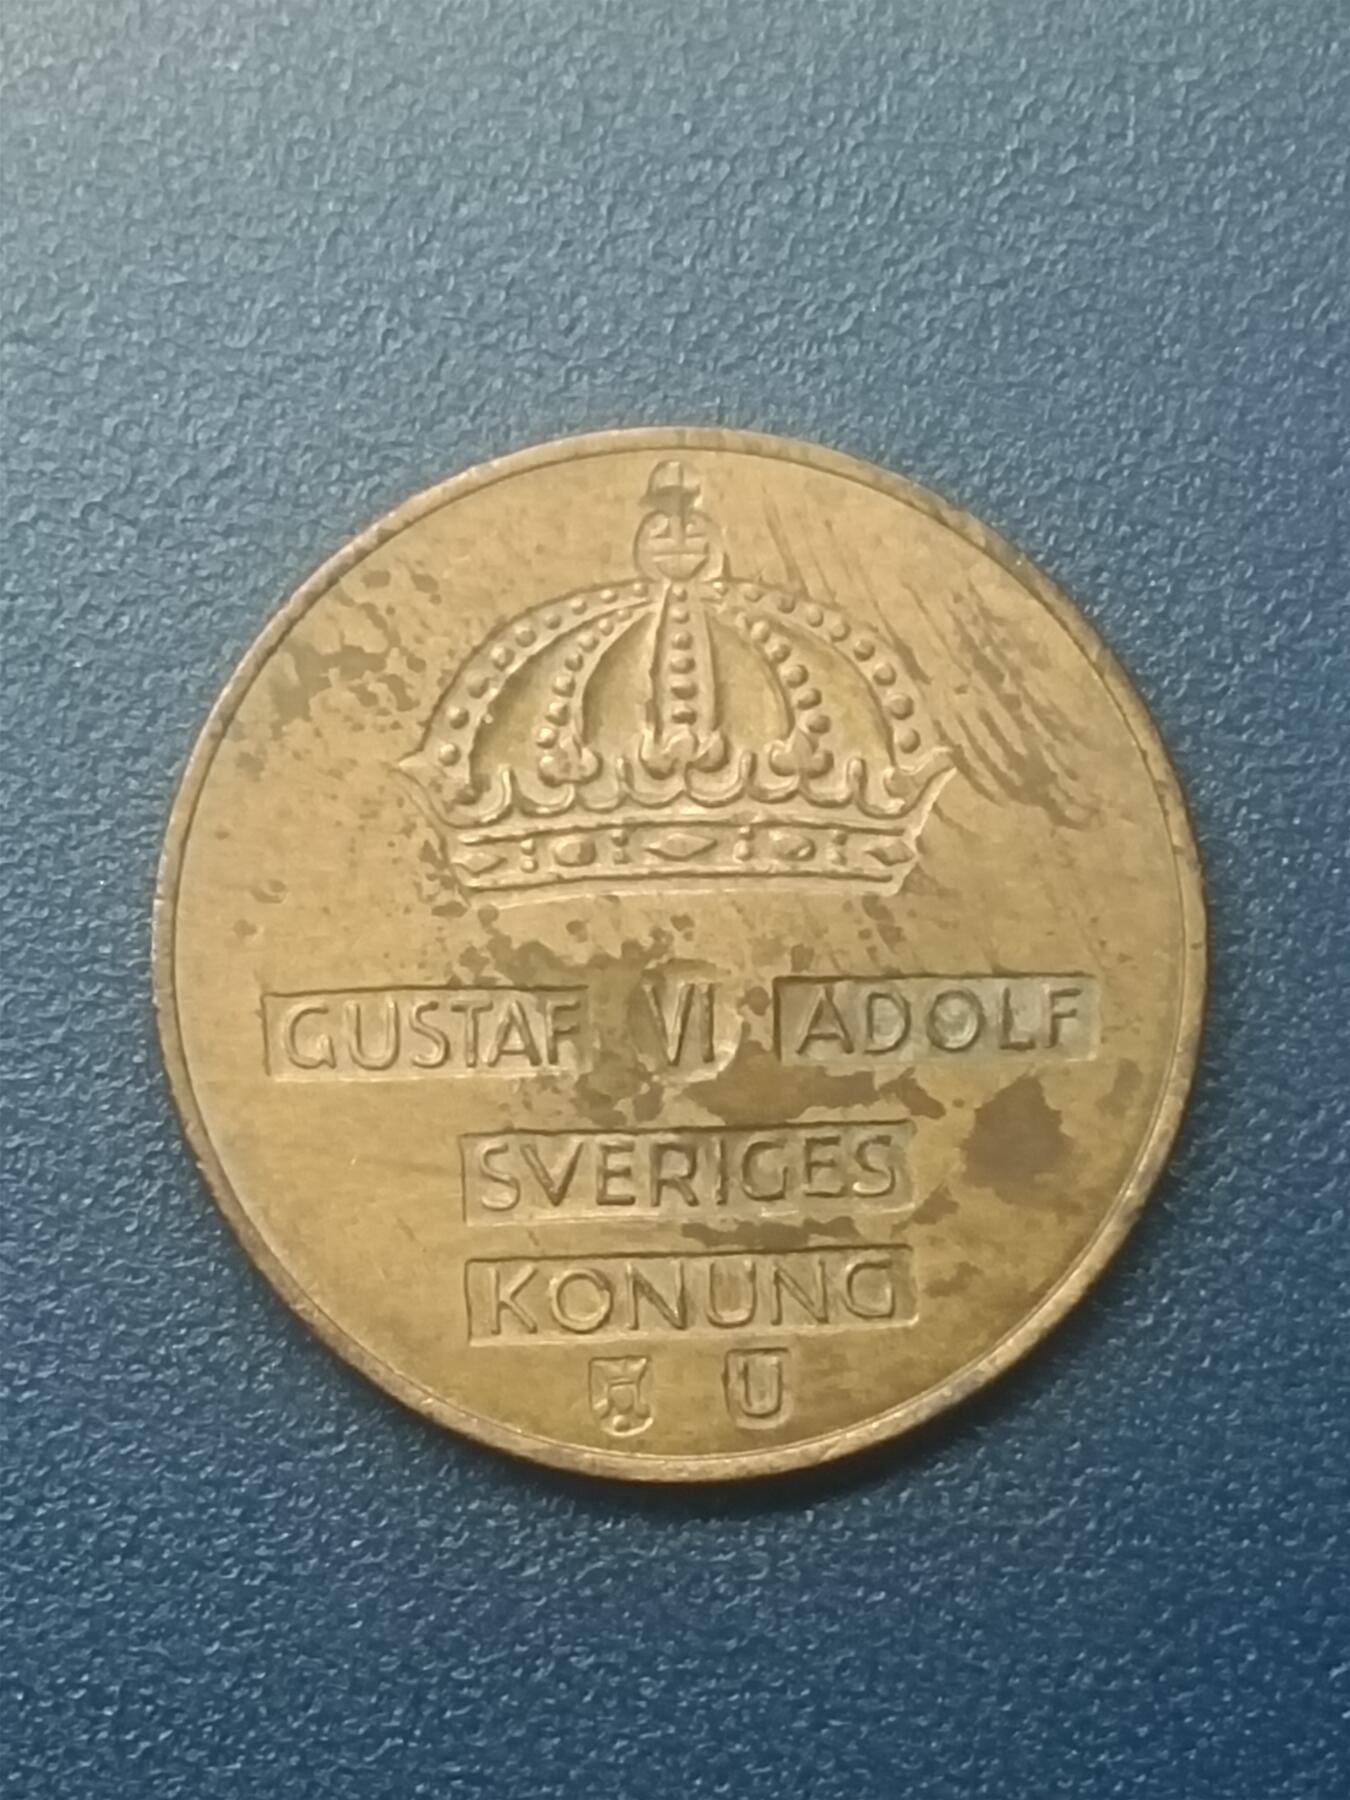 GUSTAF VI ADOLF
SVERIGES
KONUNG
U